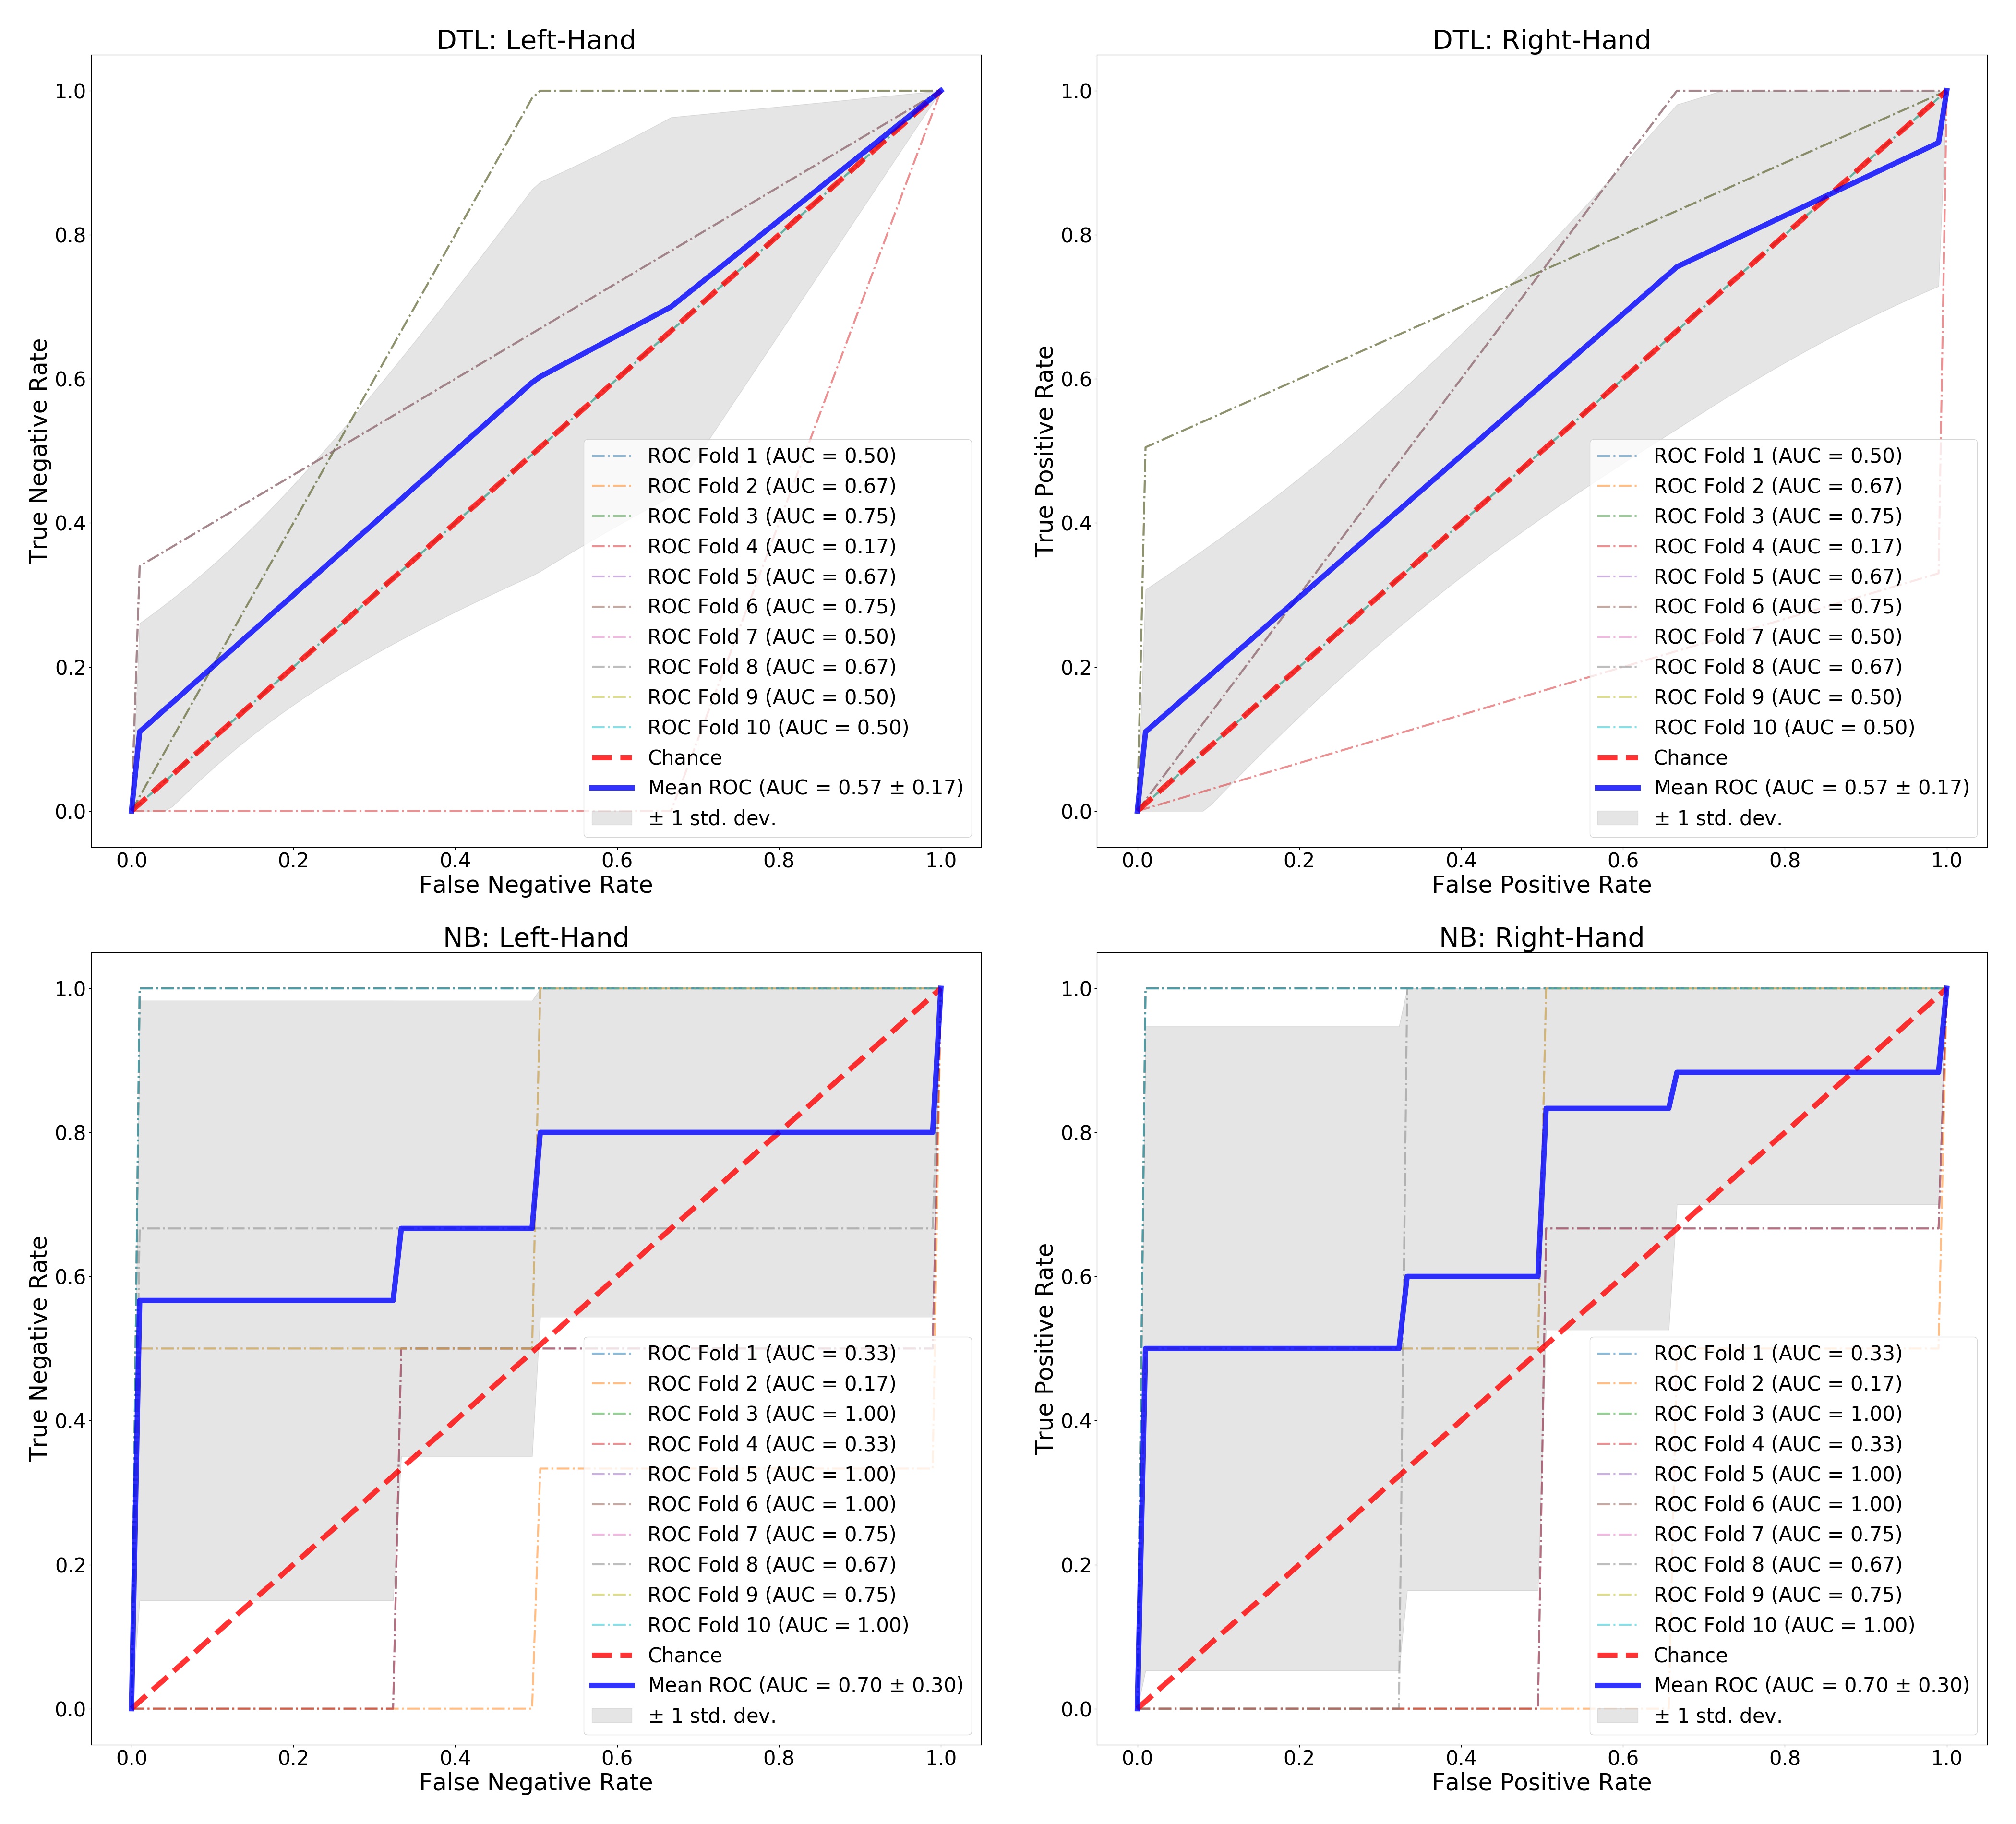 DTL: Left-Hand
True Negative Rate
1.0
0.8
0.6
0.4
0.2
0.0
ROC Fold 1 (AUC = 0.50)
ROC Fold 2 (AUC = 0.67)
ROC Fold 3 (AUC = 0.75)
ROC Fold 4 (AUC = 0.17)
ROC Fold 5 (AUC = 0.67)
ROC Fold 6 (AUC = 0.75)
ROC Fold 7 (AUC = 0.50)
ROC Fold 8 (AUC = 0.67)
ROC Fold 9 (AUC = 0.50)
ROC Fold 10 (AUC = 0.50)
Chance
Mean ROC (AUC = 0.57 ± 0.17)
± 1 std. dev.
0.0 0.2 0.4 0.6 0.8 1.0
False Negative Rate
DTL: Right-Hand
True Positive Rate
1.0
0.8
0.6
0.4
0.2
0.0
ROC Fold 1 (AUC = 0.50)
ROC Fold 2 (AUC = 0.67)
ROC Fold 3 (AUC = 0.75)
ROC Fold 4 (AUC = 0.17)
ROC Fold 5 (AUC = 0.67)
ROC Fold 6 (AUC = 0.75)
ROC Fold 7 (AUC = 0.50)
ROC Fold 8 (AUC = 0.67)
ROC Fold 9 (AUC = 0.50)
ROC Fold 10 (AUC = 0.50)
Chance
Mean ROC (AUC = 0.57 ± 0.17)
± 1 std. dev.
0.0 0.2 0.4 0.6 0.8 1.0
False Positive Rate
NB: Left-Hand
True Negative Rate
1.0
0.8
0.6
0.4
0.2
0.0
ROC Fold 1 (AUC = 0.33)
ROC Fold 2 (AUC = 0.17)
ROC Fold 3 (AUC = 1.00)
ROC Fold 4 (AUC = 0.33)
ROC Fold 5 (AUC = 1.00)
ROC Fold 6 (AUC = 1.00)
ROC Fold 7 (AUC = 0.75)
ROC Fold 8 (AUC = 0.67)
ROC Fold 9 (AUC = 0.75)
ROC Fold 10 (AUC = 1.00)
Chance
Mean ROC (AUC = 0.70 ± 0.30)
± 1 std. dev.
0.0 0.2 0.4 0.6 0.8 1.0
False Negative Rate
NB: Right-Hand
True Positive Rate
1.0
0.8
0.6
0.4
0.2
0.0
ROC Fold 1 (AUC = 0.33)
ROC Fold 2 (AUC = 0.17)
ROC Fold 3 (AUC = 1.00)
ROC Fold 4 (AUC = 0.33)
ROC Fold 5 (AUC = 1.00)
ROC Fold 6 (AUC = 1.00)
ROC Fold 7 (AUC = 0.75)
ROC Fold 8 (AUC = 0.67)
ROC Fold 9 (AUC = 0.75)
ROC Fold 10 (AUC = 1.00)
Chance
Mean ROC (AUC = 0.70 ± 0.30)
± 1 std. dev.
0.0 0.2 0.4 0.6 0.8 1.0
False Positive Rate